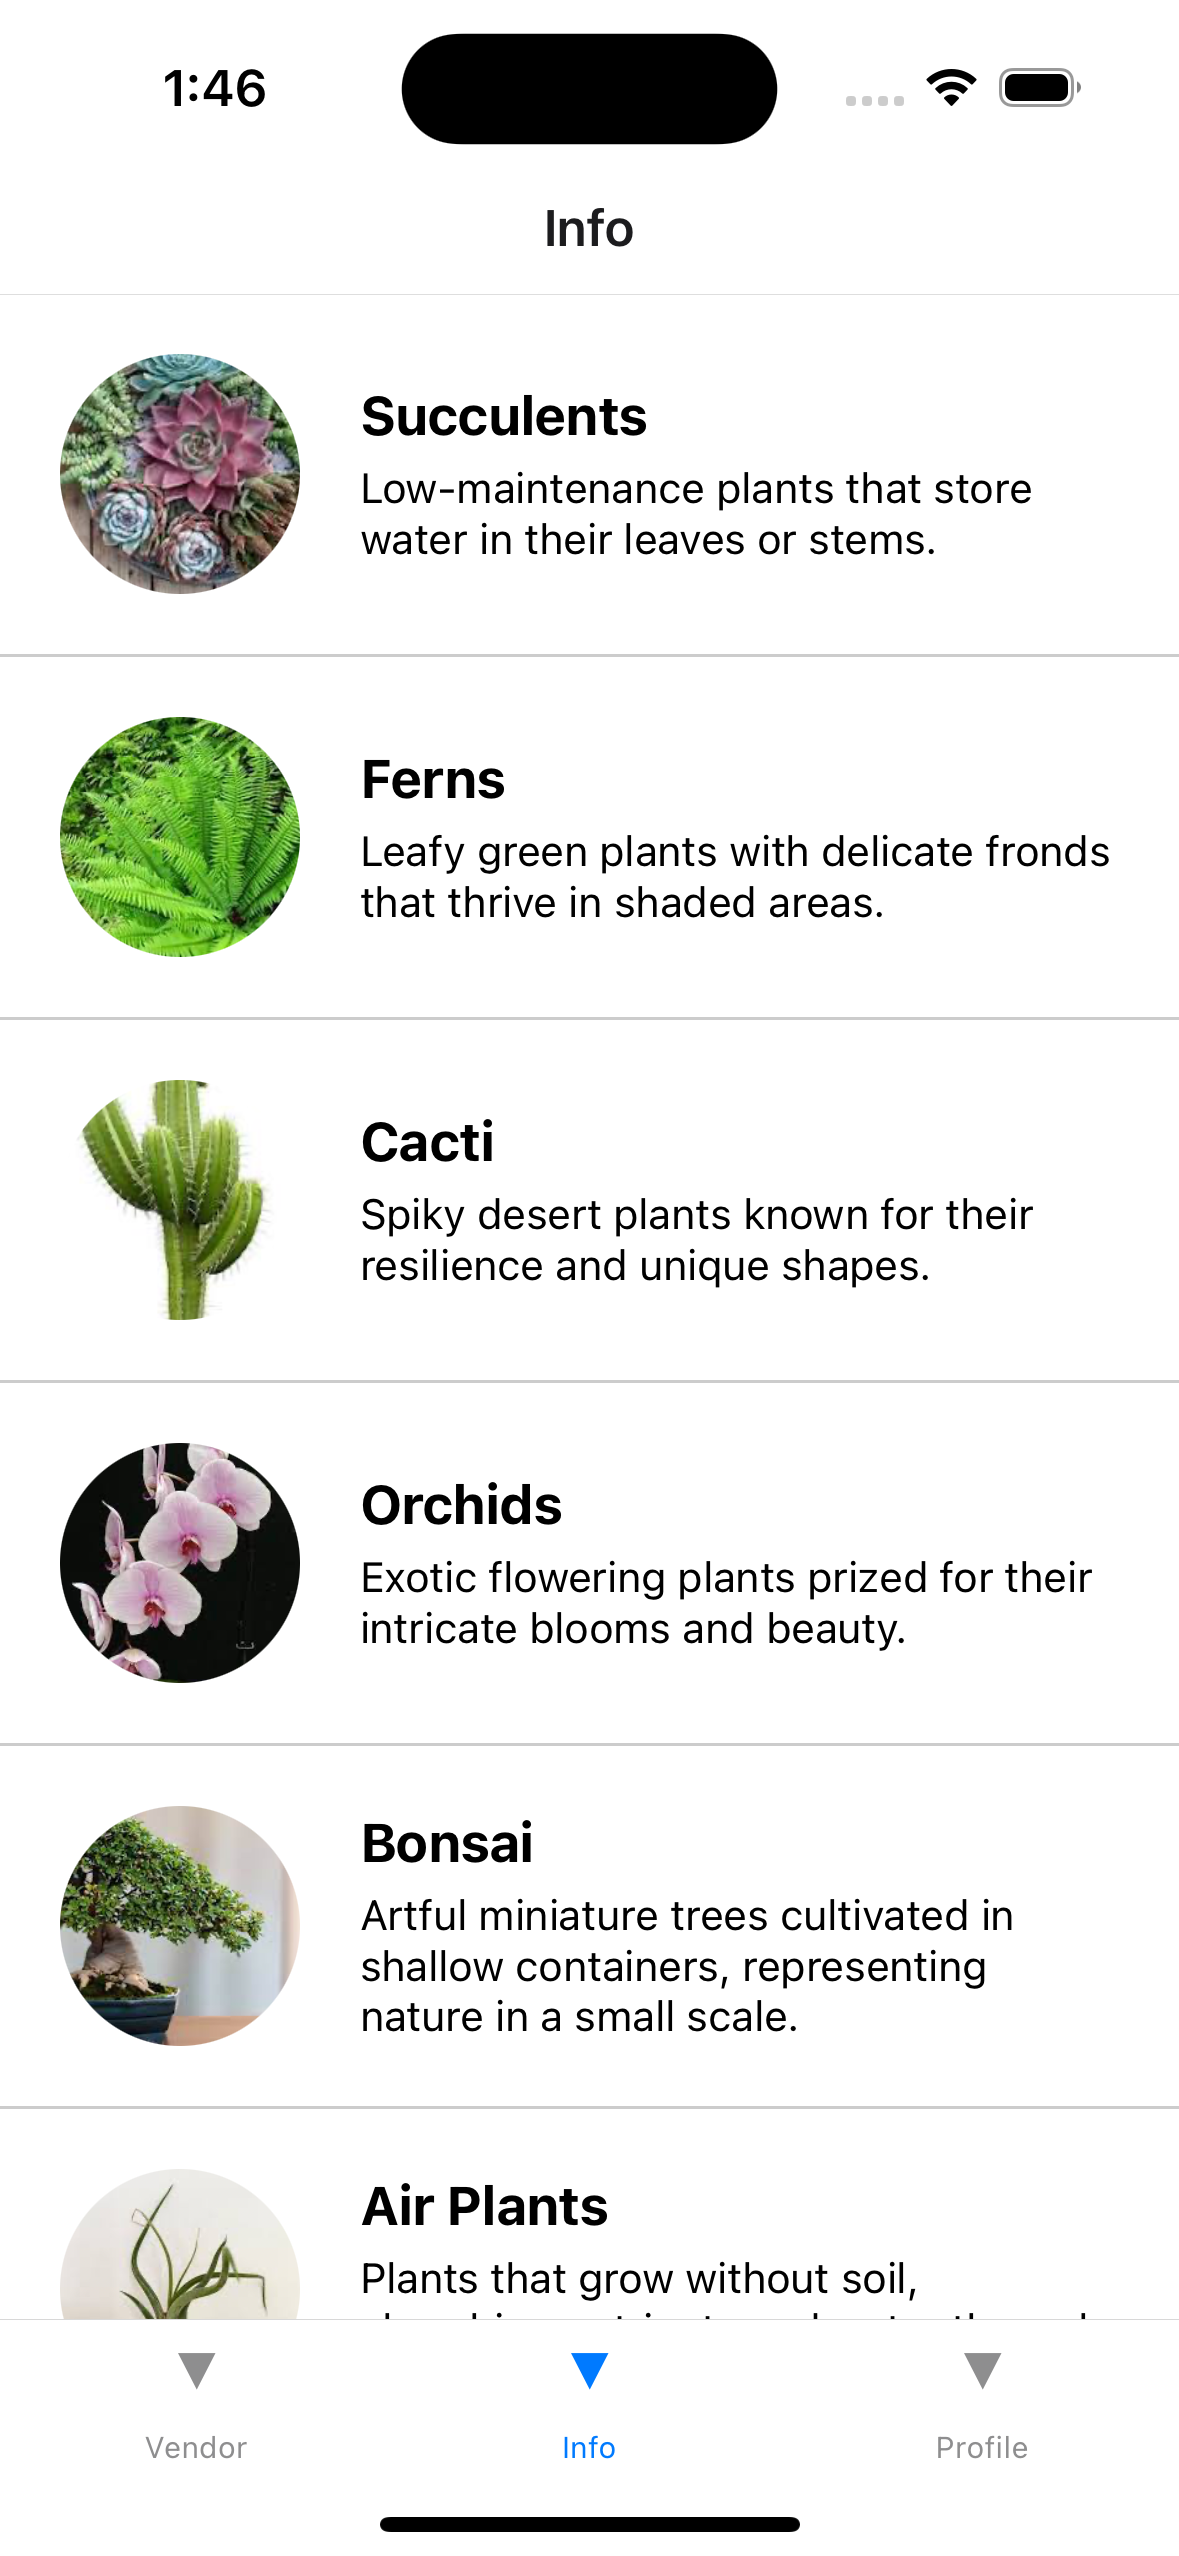 1:46
Info
Succulents
Low-maintenance plants that store
water in their leaves or stems.
Ferns
Leafy green plants with delicate fronds
that thrive in shaded areas.
Cacti
Spiky desert plants known for their
resilience and unique shapes.
Orchids
Exotic flowering plants prized for their
intricate blooms and beauty.
Bonsai
Artful miniature trees cultivated in
shallow containers, representing
nature in a small scale.
Air Plants
Plants that grow without soil,
Vendor
Info
Profile